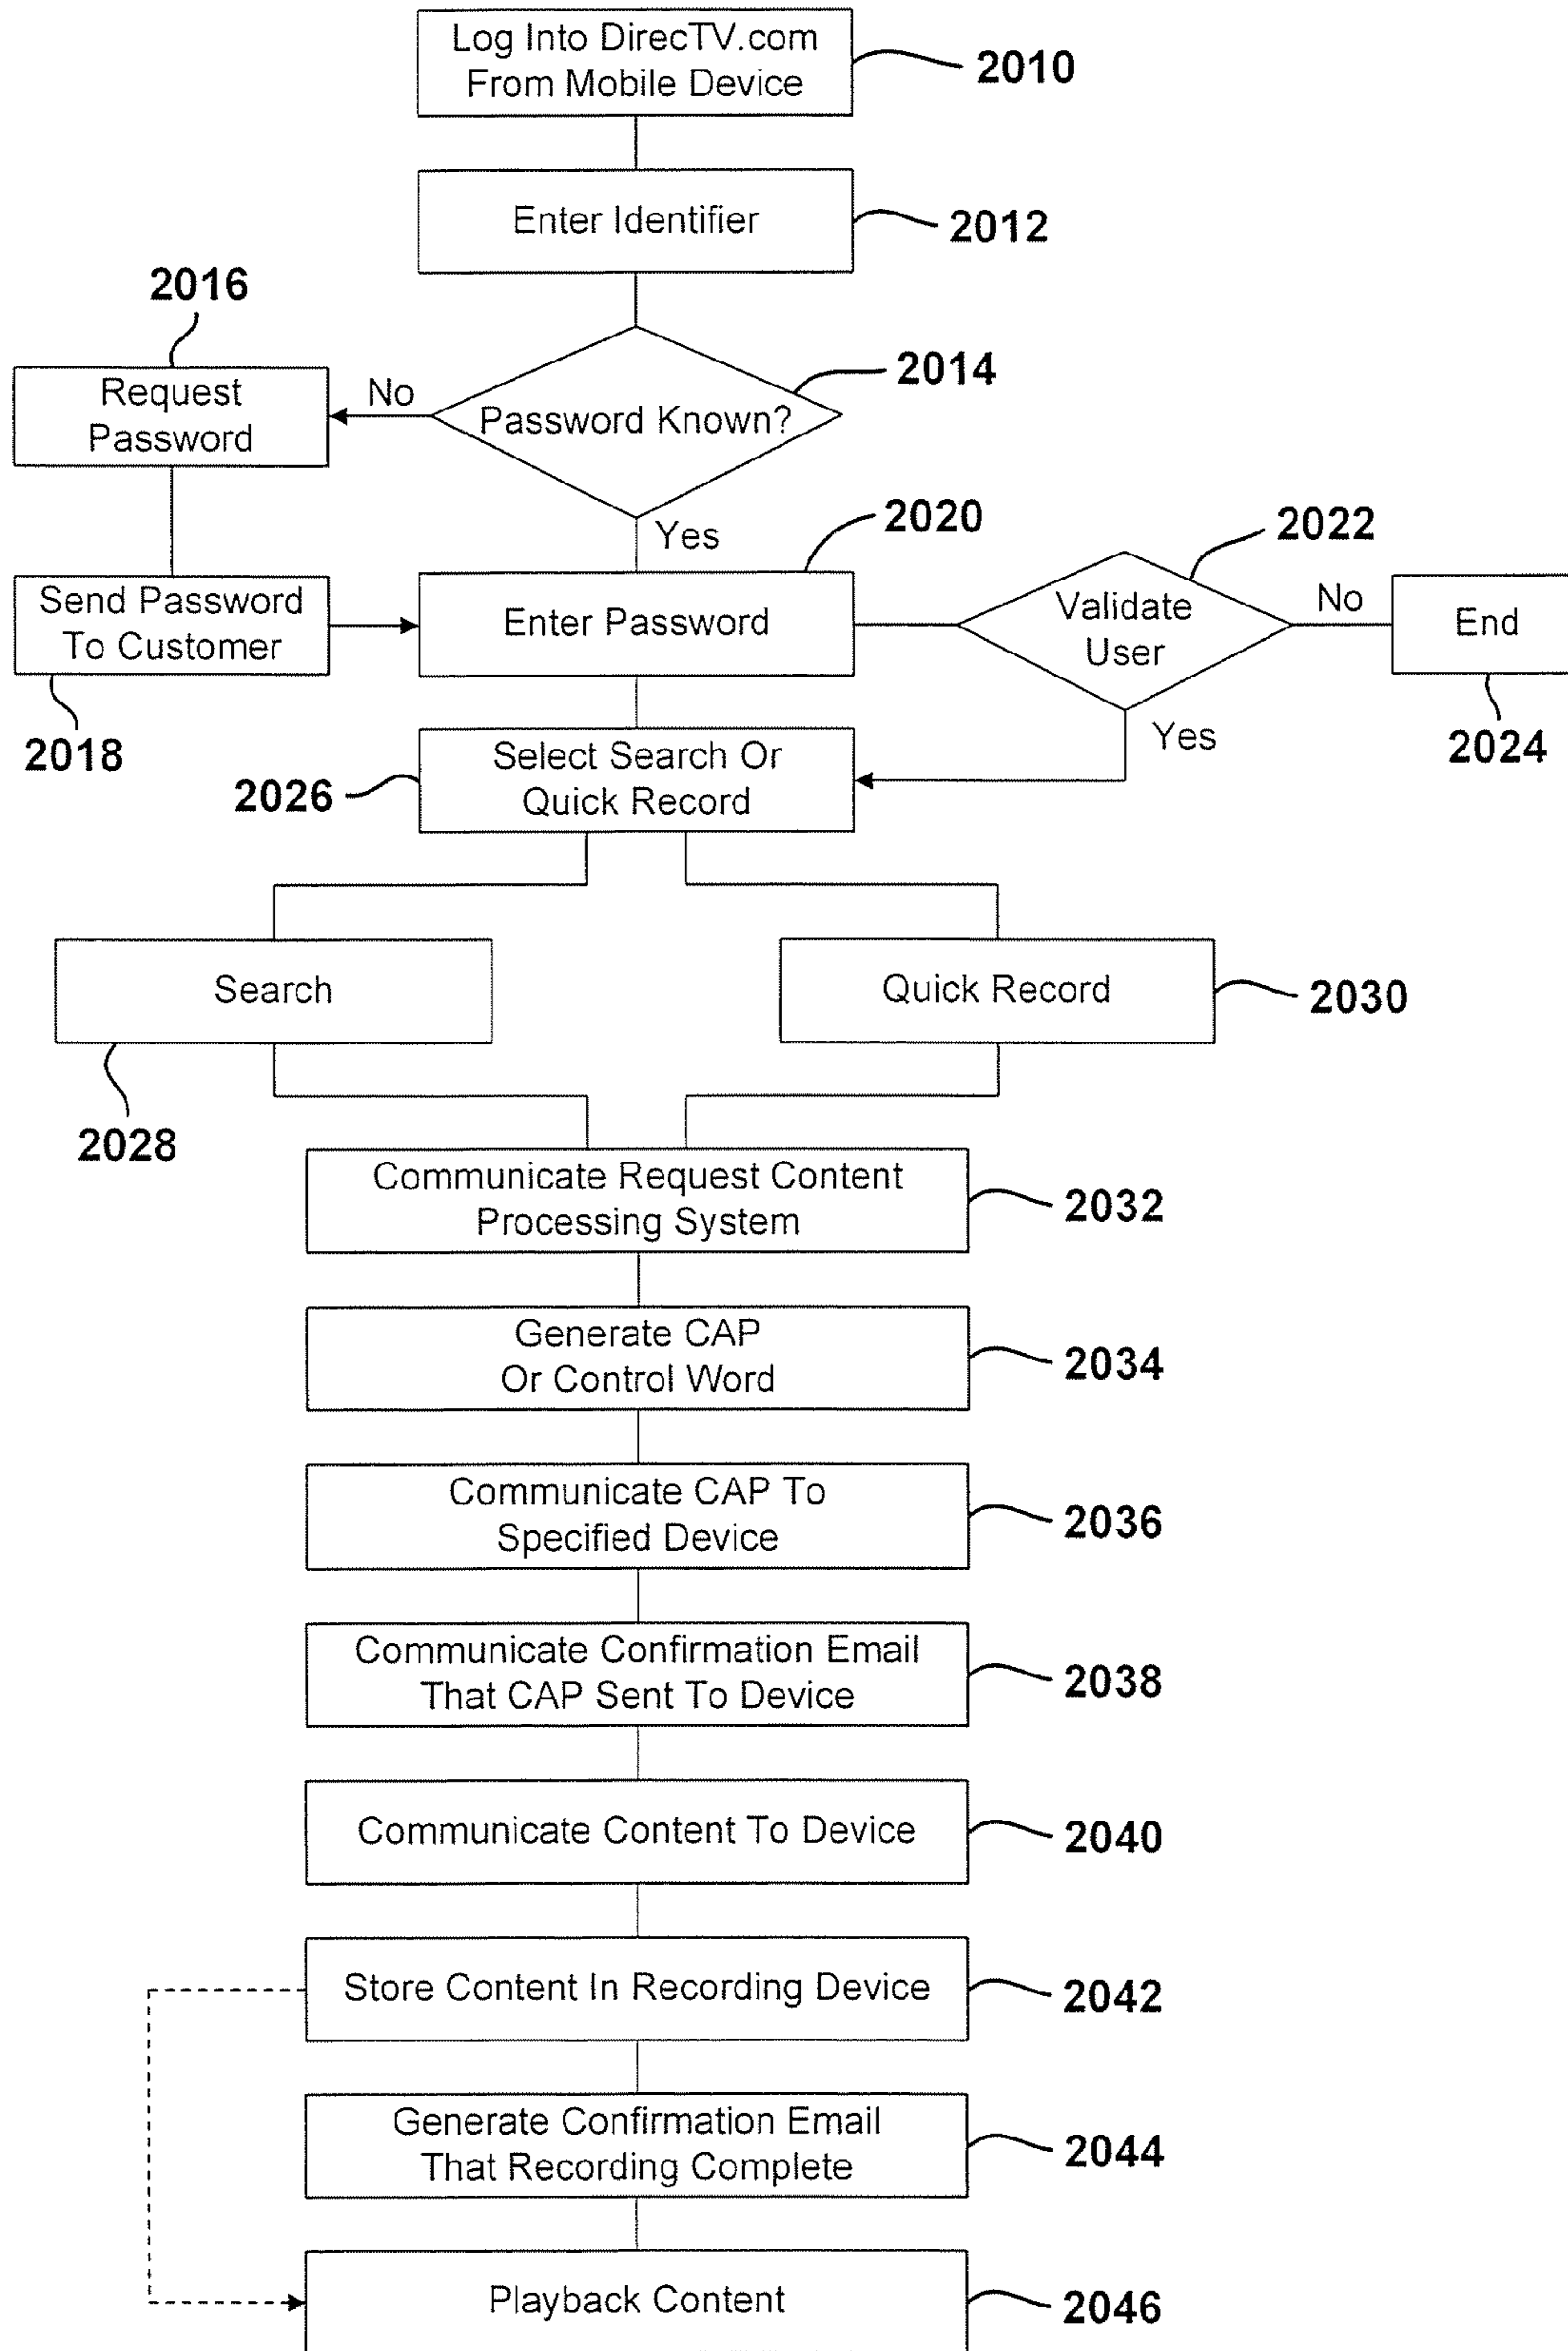 Log Into DirecTV.com
From Mobile Device
2010
Enter Identifier
2012
2016
Request
Password
No
Password Known?
2014
Yes
2020
2022
Send Password
To Customer
Enter Password
Validate
User
No
End
2018
Yes
2024
2026
Select Search Or
Quick Record
Search
Quick Record
2030
2028
Communicate Request Content
Processing System
2032
Generate CAP
Or Control Word
2034
Communicate CAP To
Specified Device
2036
Communicate Confirmation Email
That CAP Sent To Device
2038
Communicate Content To Device
2040
Store Content In Recording Device
2042
Generate Confirmation Email
That Recording Complete
2044
Playback Content
2046